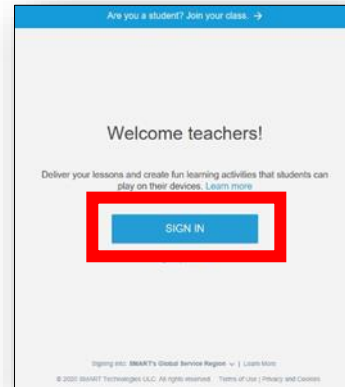 Are you a student? Join your class. →
Welcome teachers!
Deliver your lessons and create fun learning activities that students can
play on their devices. Learn more
SIGN IN
Signing into: SMART's Global Service Region ∨ | Learn More
© 2020 SMART Technologies ULC. All rights reserved. Terms of Use | Privacy and Cookies